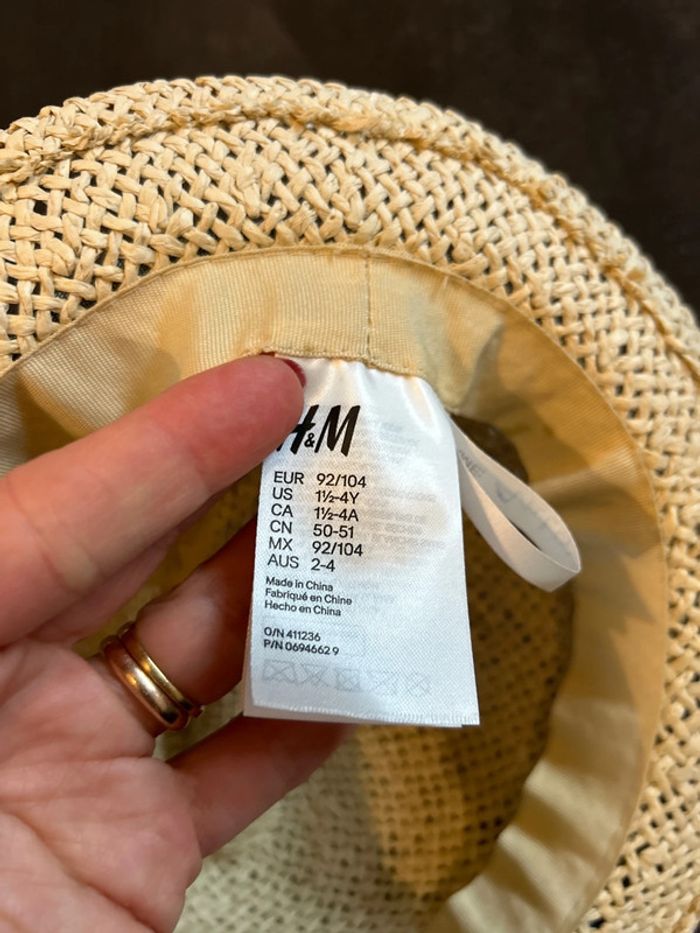 H&M
EUR 92/104
US 1½-4Y
CA 1½-4A
CN 50-51
MX 92/104
AUS 2-4
Made in China
Fabriqué en Chine
Hecho en China
O/N 411236
P/N 0694662 9